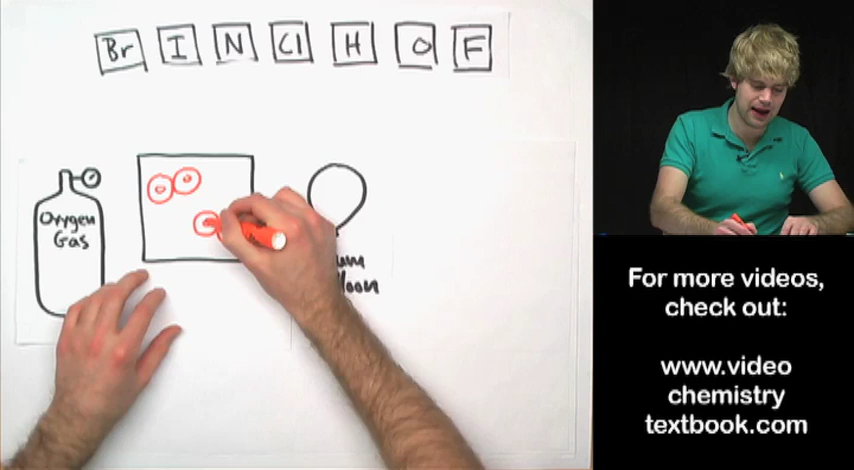 Br I N Cl H O F
Oxygen
Gas
For more videos,
check out:
www.video
chemistry
textbook.com